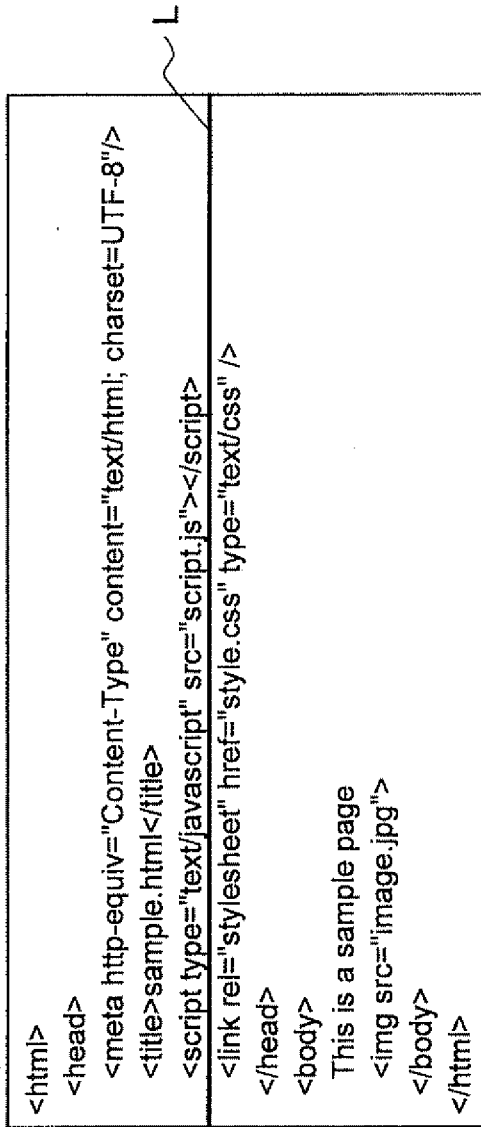 <html>
<head>
<meta http-equiv="Content-Type" content="text/html; charset=UTF-8"/>
<title>sample.html</title>
<script type="text/javascript" src="script.js"></script>
<link rel="stylesheet" href="style.css" type="text/css" />
</head>
<body>
This is a sample page
<img src="image.jpg">
</body>
</html>
L